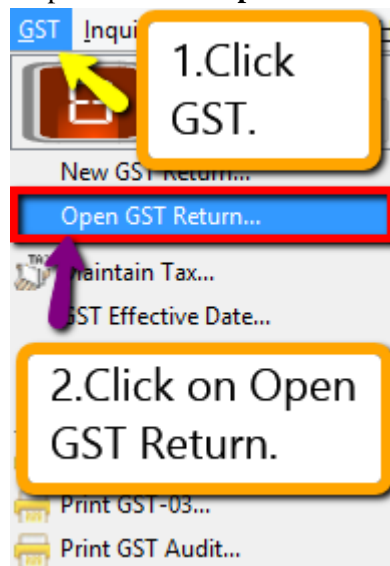 GST Inqui
1.Click
GST.
New GST Return...
Open GST Return...
Maintain Tax...
GST Effective Date...
2.Click on Open
GST Return.
Print GST-03...
Print GST Audit...